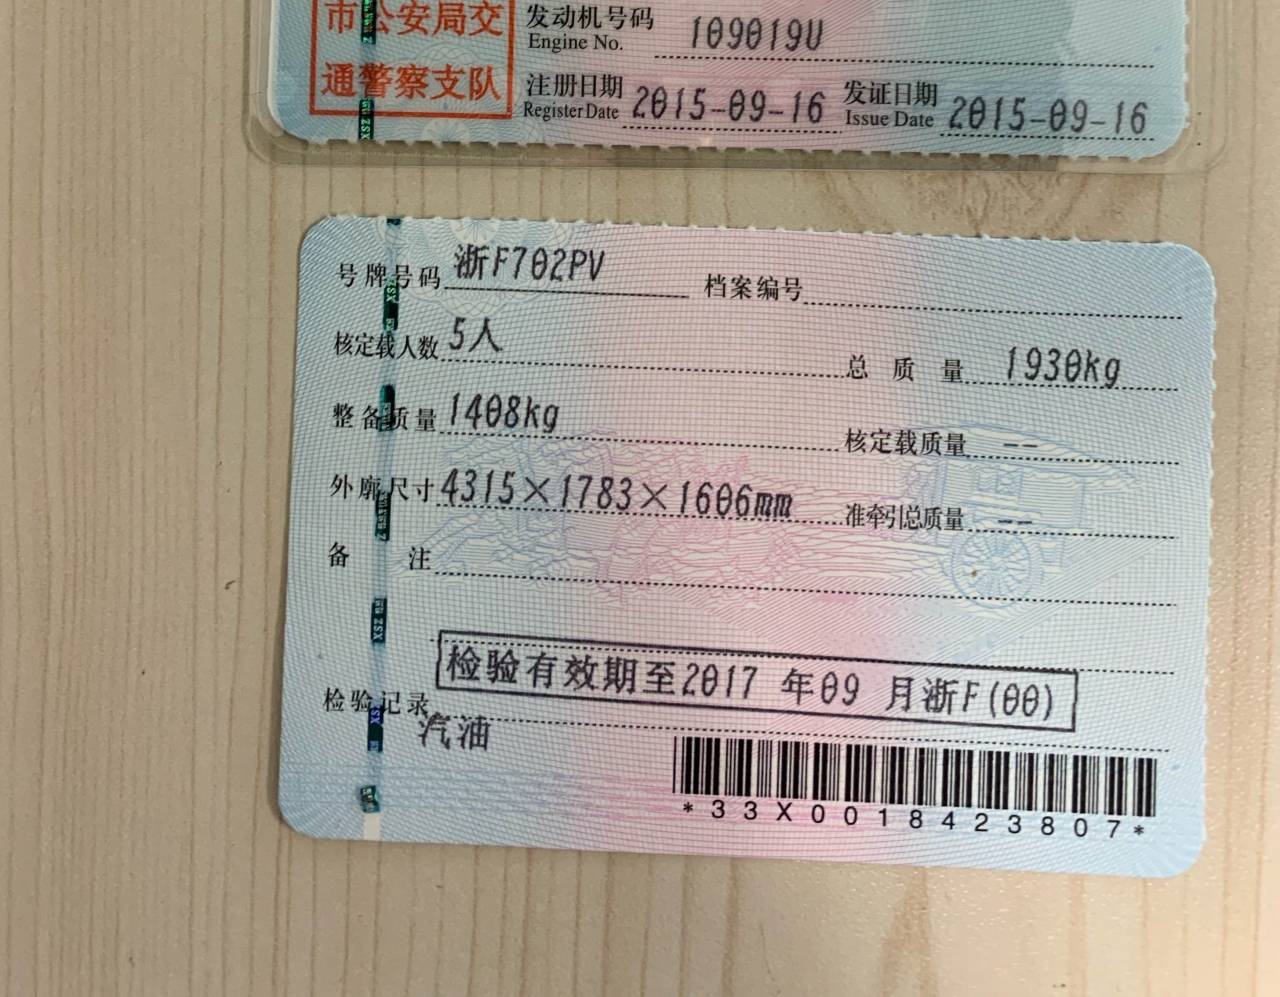 市公安局交
通警察支队
发动机号码 109019U
Engine No.
注册日期 2015-09-16 发证日期 2015-09-16
Register Date Issue Date
号牌号码 浙F702PV 档案编号
核定载人数 5人 总质量 1930kg
整备质量 1408kg 核定载质量 --
外廓尺寸 4315×1783×1606mm 准牵引总质量 --
备注
检验记录 检验有效期至2017 年09 月浙F(00)
汽油
*33X0018423807*